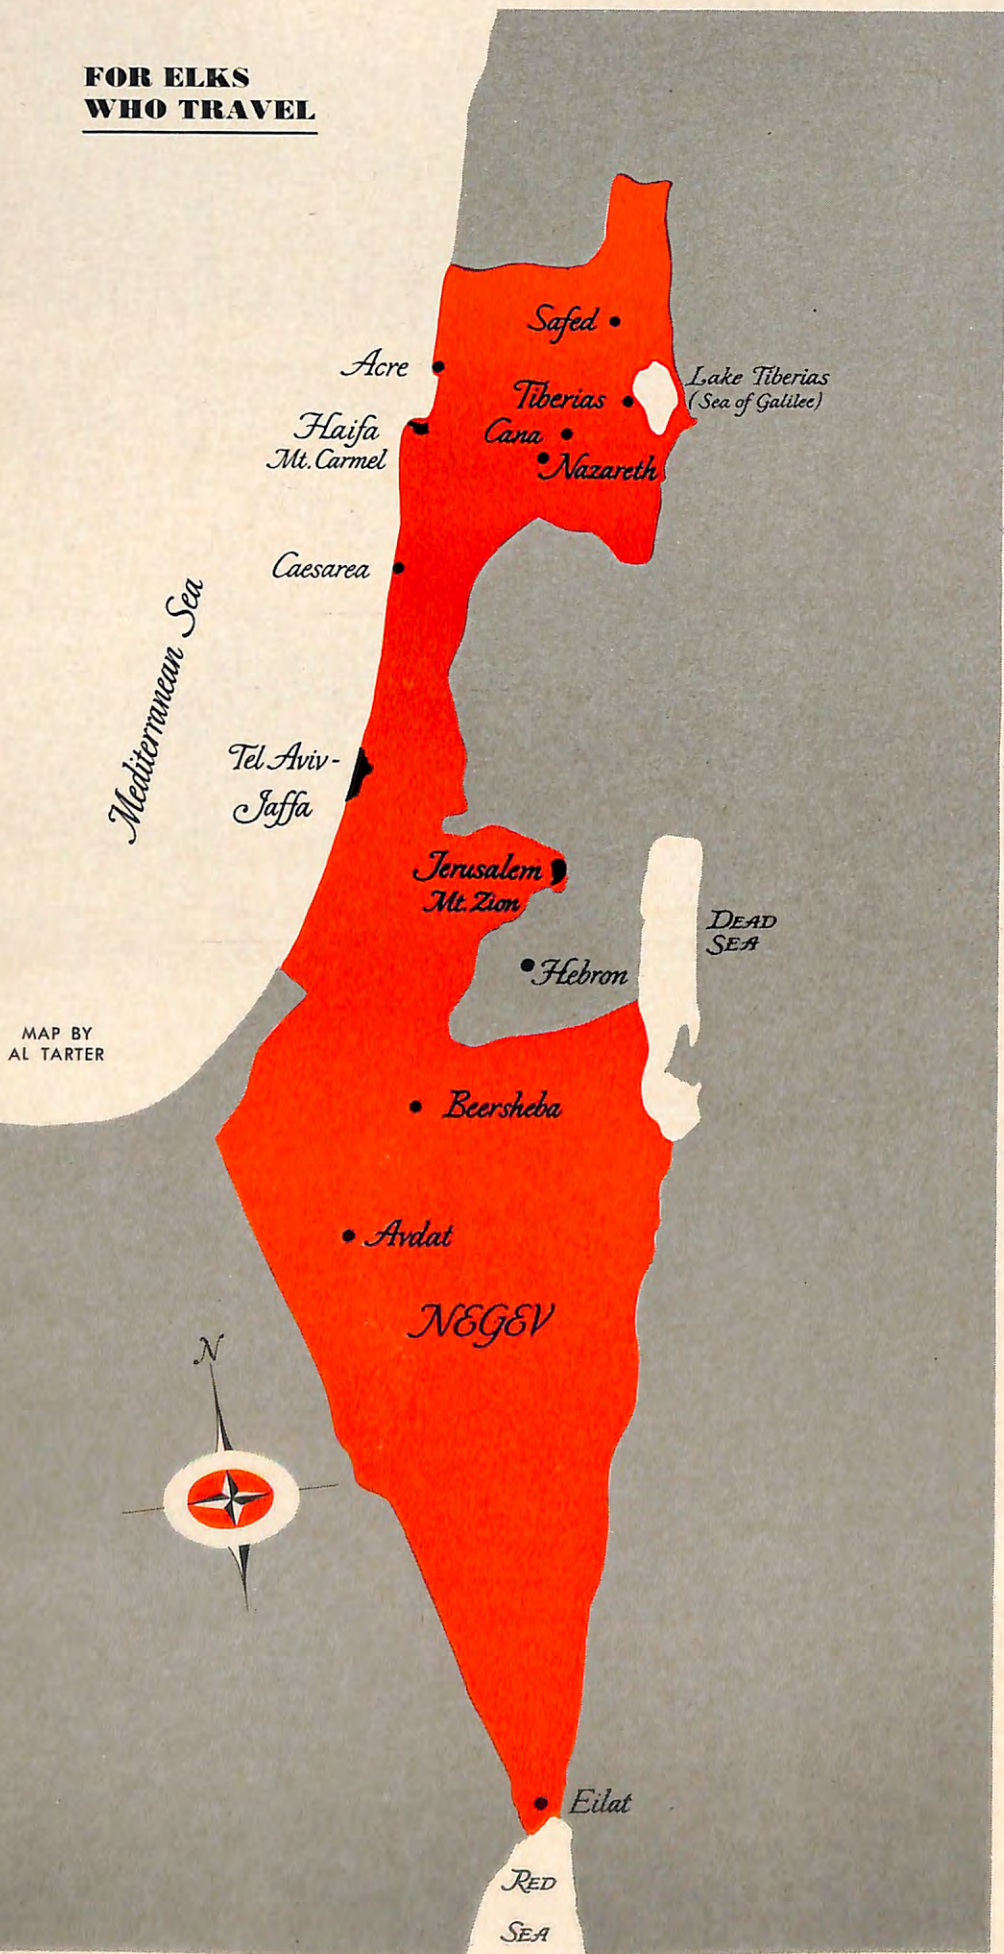 FOR ELKS
WHO TRAVEL
Safed
Acre
Lake Tiberias
(Sea of Galilee)
Tiberias
Haifa
Mt. Carmel
Cana
Nazareth
Caesarea
Mediterranean Sea
Tel Aviv-
Jaffa
Jerusalem
Mt. Zion
DEAD
SEA
Hebron
MAP BY
AL TARTER
Beersheba
Avdat
NEGEV
N
Eilat
RED
SEA